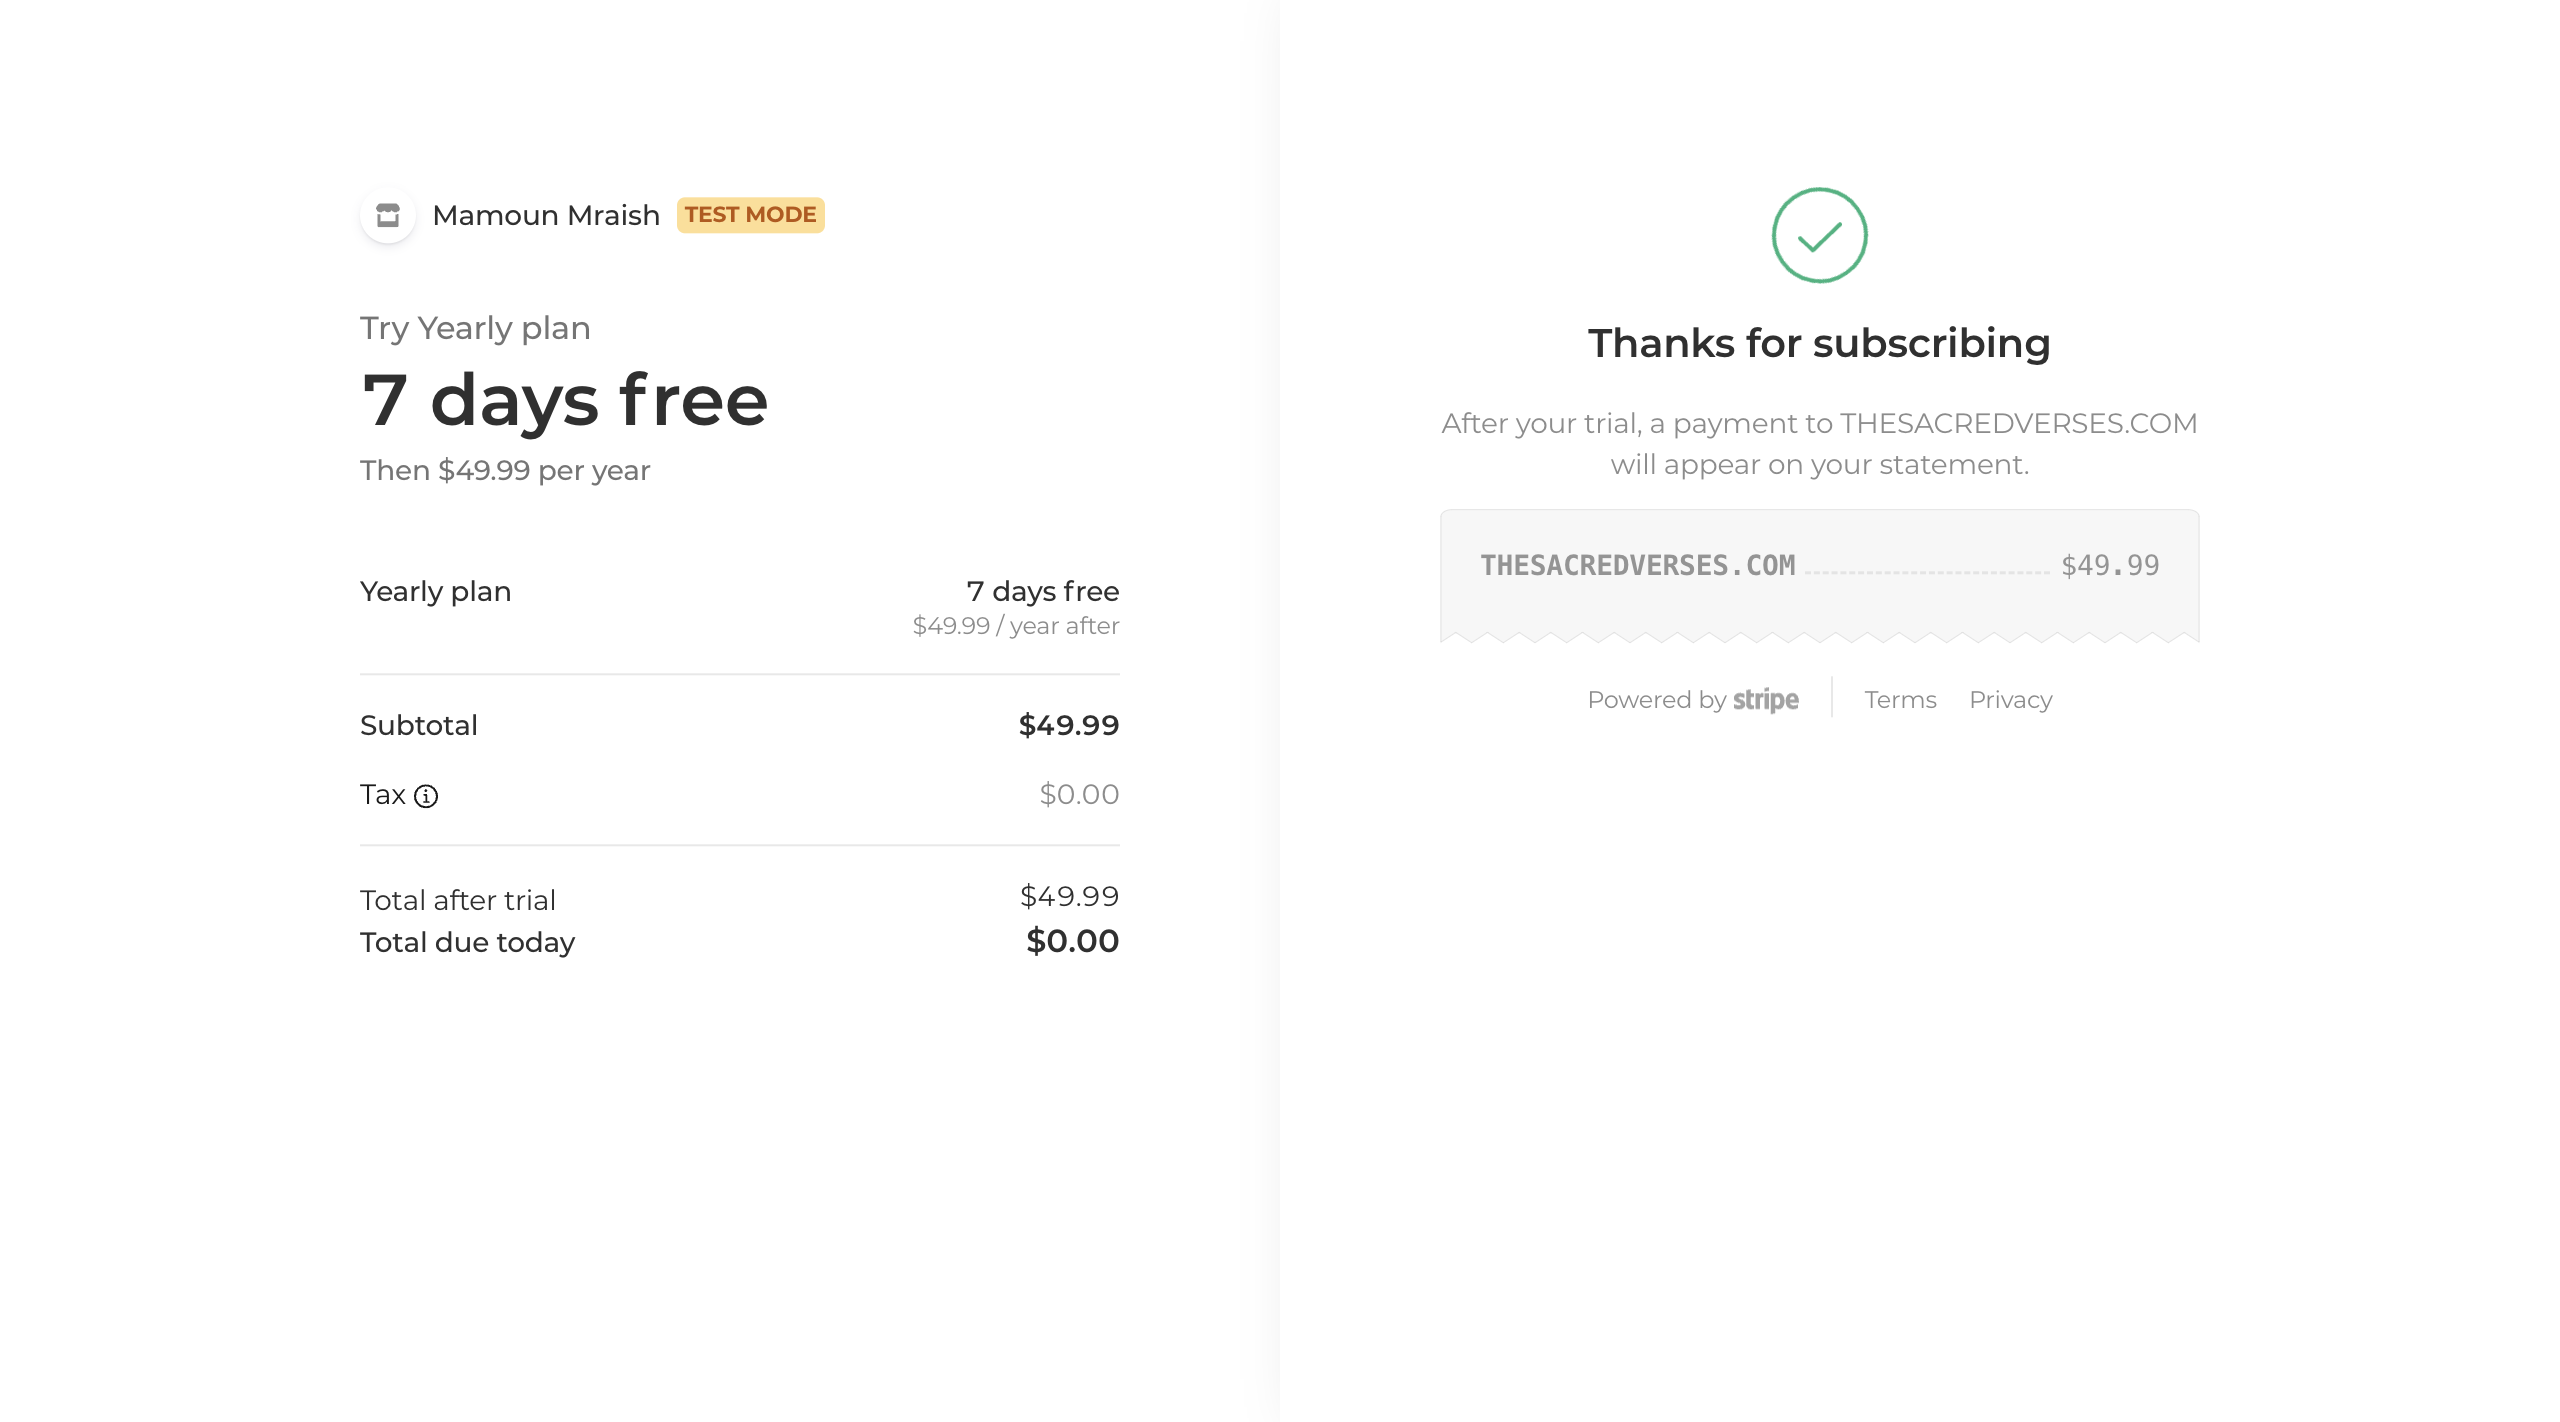 Mamoun Mraish TEST MODE
Try Yearly plan
7 days free
Then $49.99 per year
Yearly plan 7 days free
$49.99 / year after
Subtotal $49.99
Tax $0.00
Total after trial $49.99
Total due today $0.00
Thanks for subscribing
After your trial, a payment to THESACREDVERSES.COM
will appear on your statement.
THESACREDVERSES.COM $49.99
Powered by stripe Terms Privacy